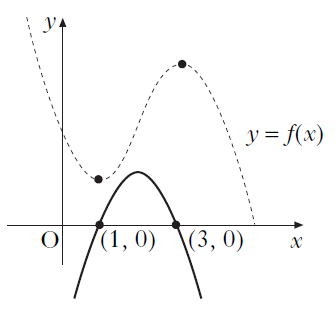 y
y = f(x)
O
(1, 0)
(3, 0)
x